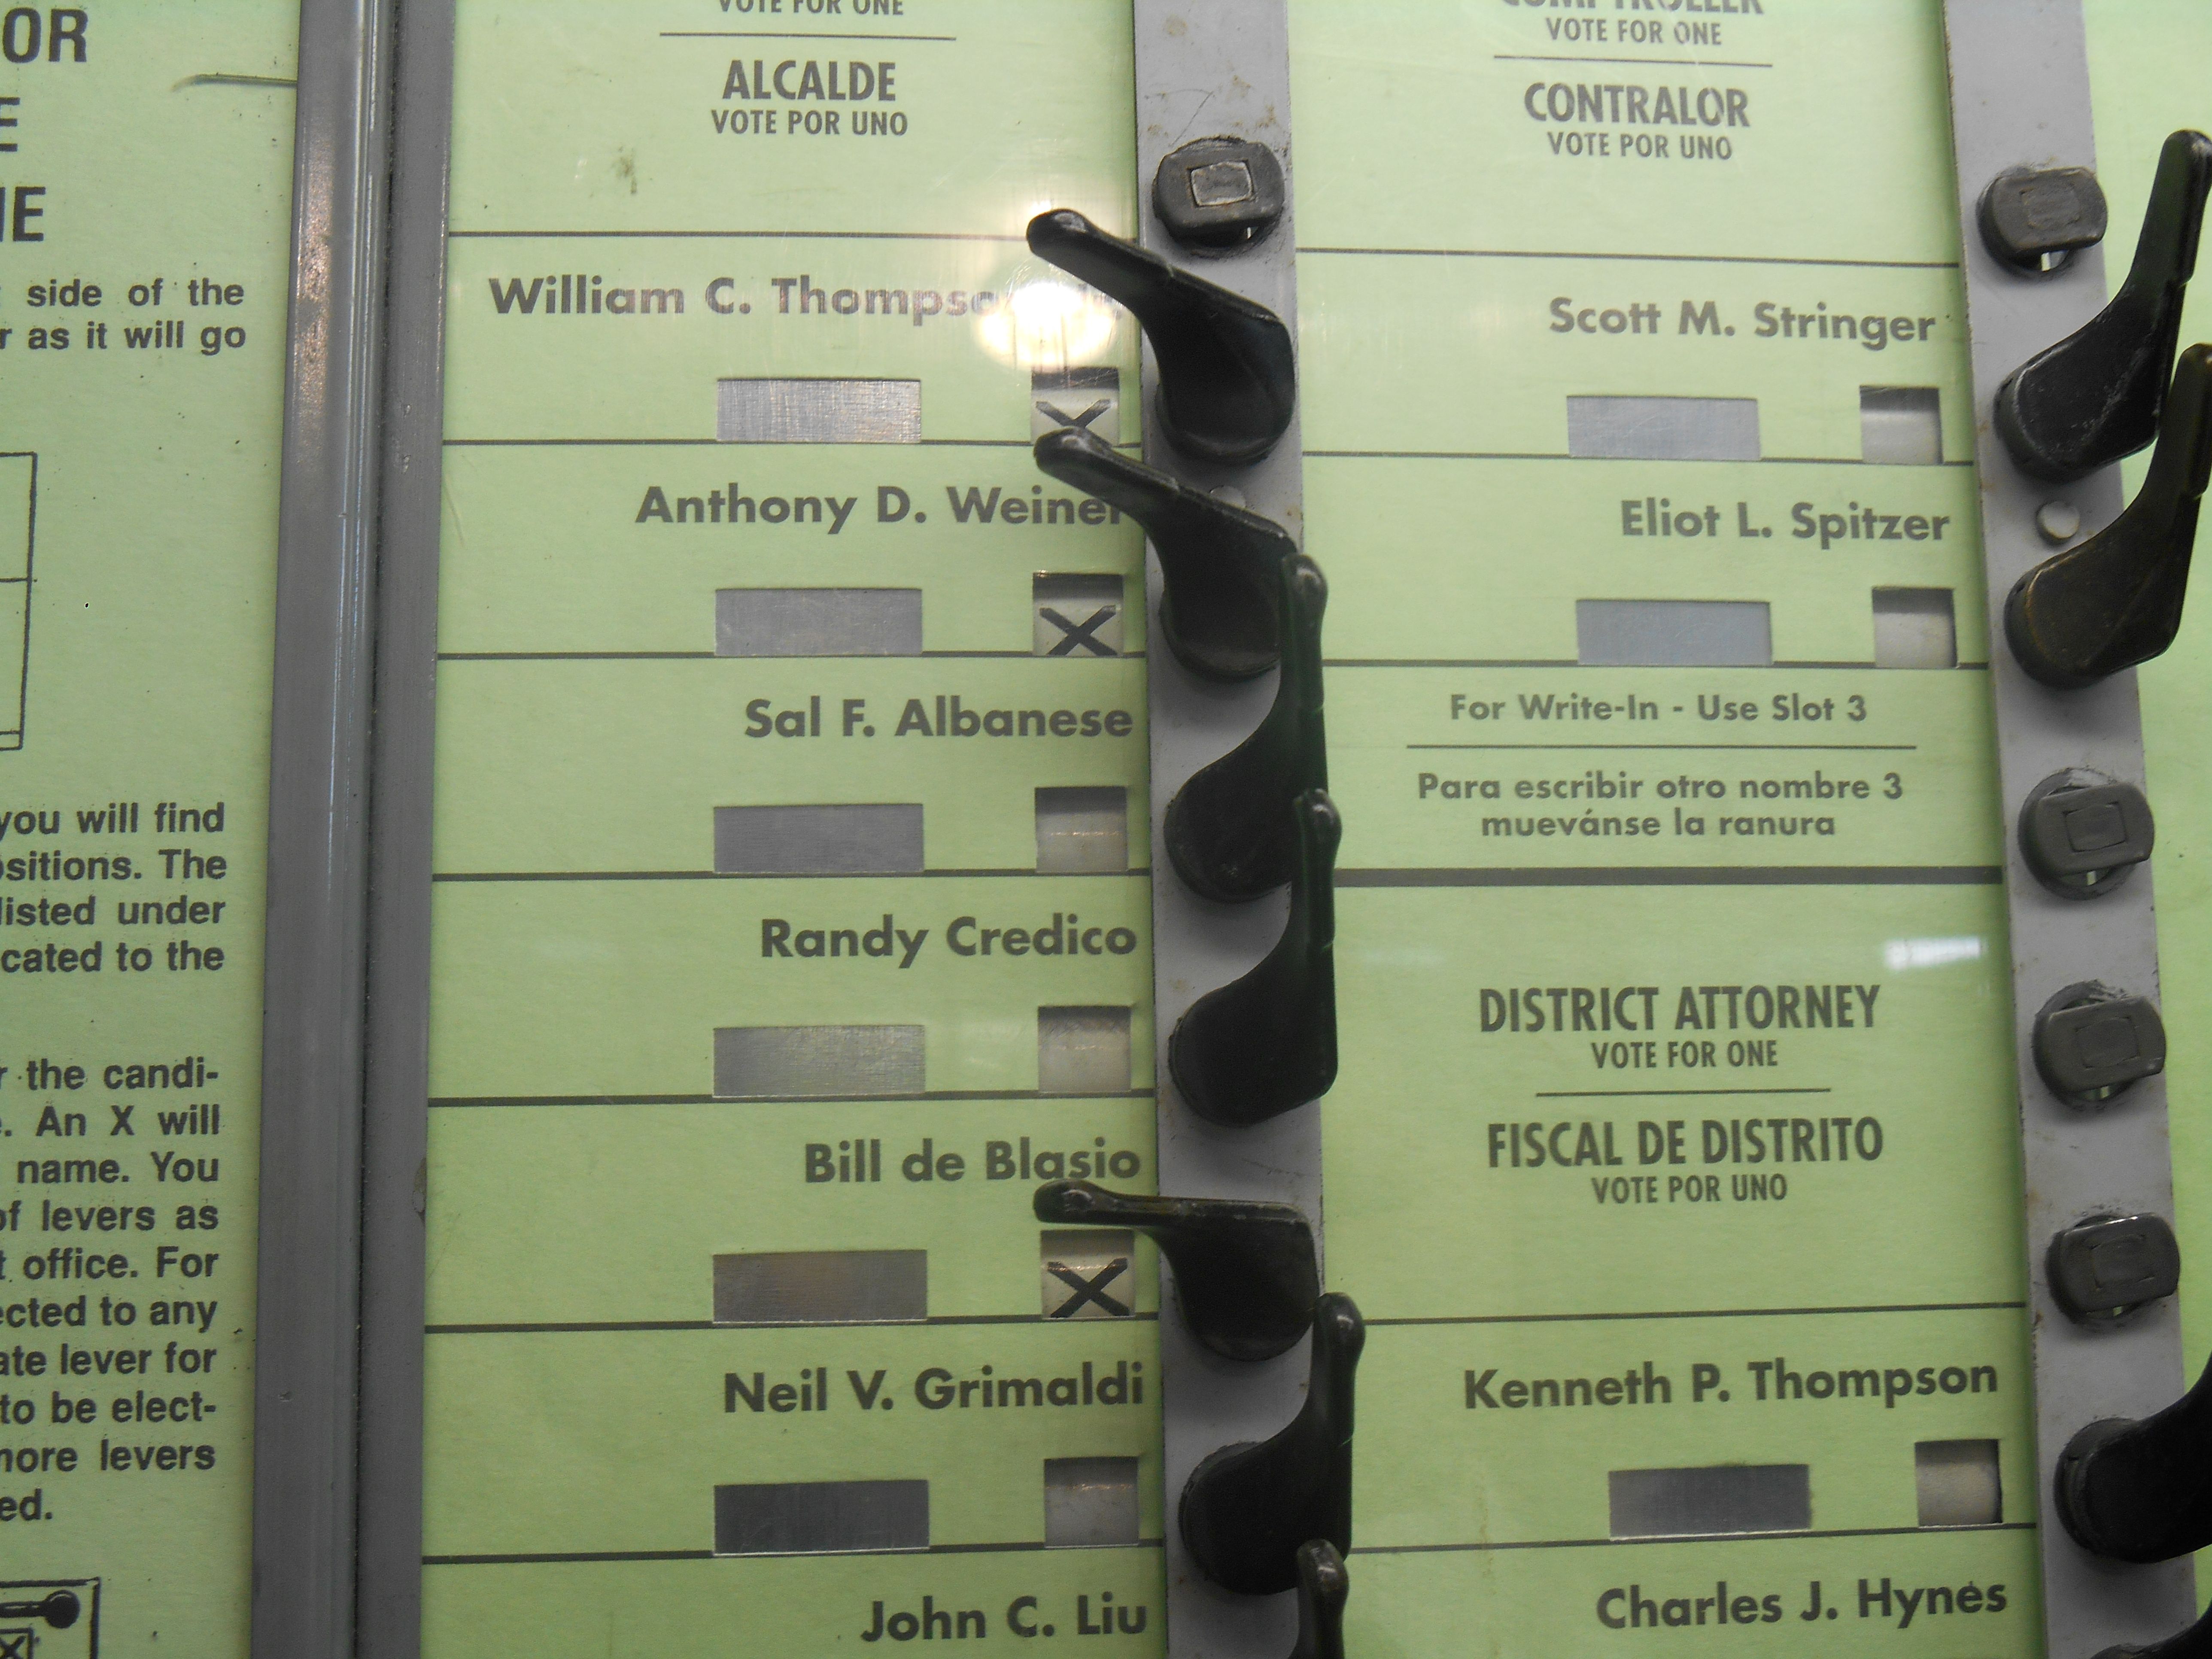 OR
E
NE
side of the
r as it will go
you will find
ositions. The
listed under
cated to the
r the candi-
e. An X will
name. You
of levers as
t office. For
ected to any
ate lever for
to be elect-
more levers
ed.
VOTE FOR ONE
ALCALDE
VOTE POR UNO
William C. Thompson
X
Anthony D. Weiner
X
Sal F. Albanese
Randy Credico
Bill de Blasio
X
Neil V. Grimaldi
John C. Liu
COMPTROLLER
VOTE FOR ONE
CONTRALOR
VOTE POR UNO
Scott M. Stringer
Eliot L. Spitzer
For Write-In - Use Slot 3
Para escribir otro nombre 3
muevánse la ranura
DISTRICT ATTORNEY
VOTE FOR ONE
FISCAL DE DISTRITO
VOTE POR UNO
Kenneth P. Thompson
Charles J. Hynes